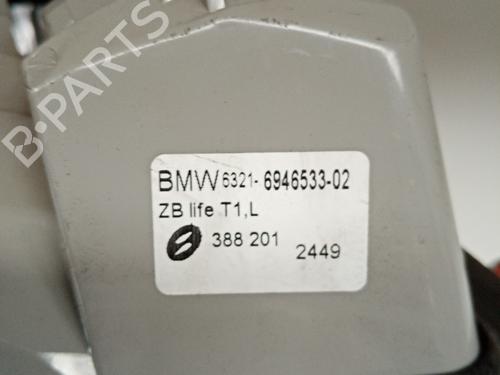 B-PARTS
BMW 6321- 6946533-02
ZB life T1,L
388 201 2449